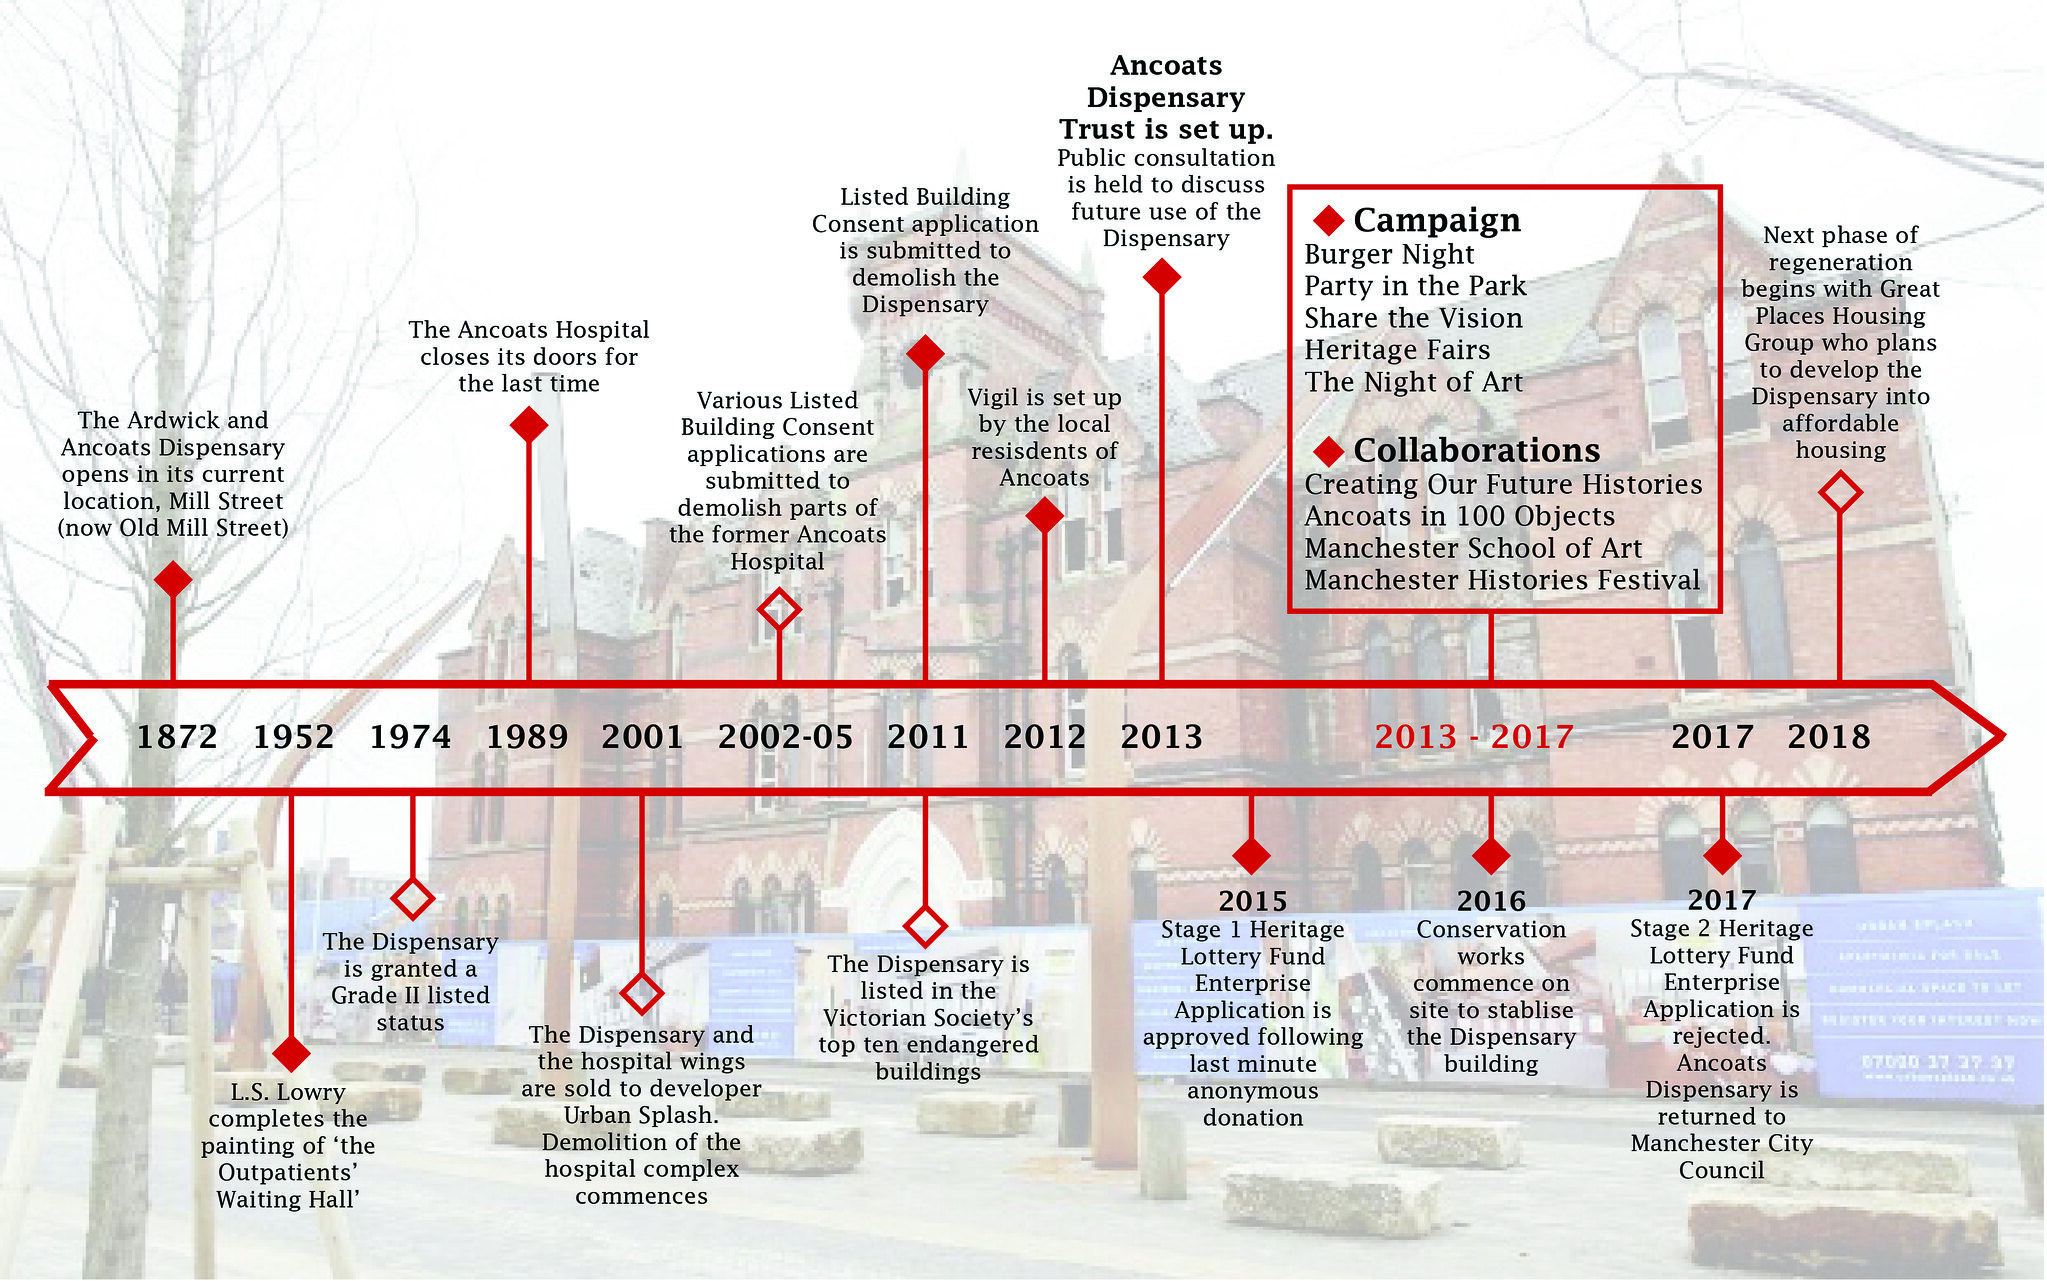 Ancoats
Dispensary
Trust is set up.
Public consultation
is held to discuss
future use of the
Dispensary
Listed Building
Consent application
is submitted to
demolish the
Dispensary
Campaign
Burger Night
Party in the Park
Share the Vision
Heritage Fairs
The Night of Art
Collaborations
Creating Our Future Histories
Ancoats in 100 Objects
Manchester School of Art
Manchester Histories Festival
Next phase of
regeneration
begins with Great
Places Housing
Group who plans
to develop the
Dispensary into
affordable
housing
The Ancoats Hospital
closes its doors for
the last time
Various Listed
Building Consent
applications are
submitted to
demolish parts of
the former Ancoats
Hospital
Vigil is set up
by the local
resisdents of
Ancoats
The Ardwick and
Ancoats Dispensary
opens in its current
location, Mill Street
(now Old Mill Street)
1872 1952 1974 1989 2001 2002-05 2011 2012 2013 2013 - 2017 2017 2018
L.S. Lowry
completes the
painting of ‘the
Outpatients’
Waiting Hall’
The Dispensary
is granted a
Grade II listed
status
The Dispensary and
the hospital wings
are sold to developer
Urban Splash.
Demolition of the
hospital complex
commences
The Dispensary is
listed in the
Victorian Society’s
top ten endangered
buildings
2015
Stage 1 Heritage
Lottery Fund
Enterprise
Application is
approved following
last minute
anonymous
donation
2016
Conservation
works
commence on
site to stablise
the Dispensary
building
2017
Stage 2 Heritage
Lottery Fund
Enterprise
Application is
rejected.
Ancoats
Dispensary is
returned to
Manchester City
Council